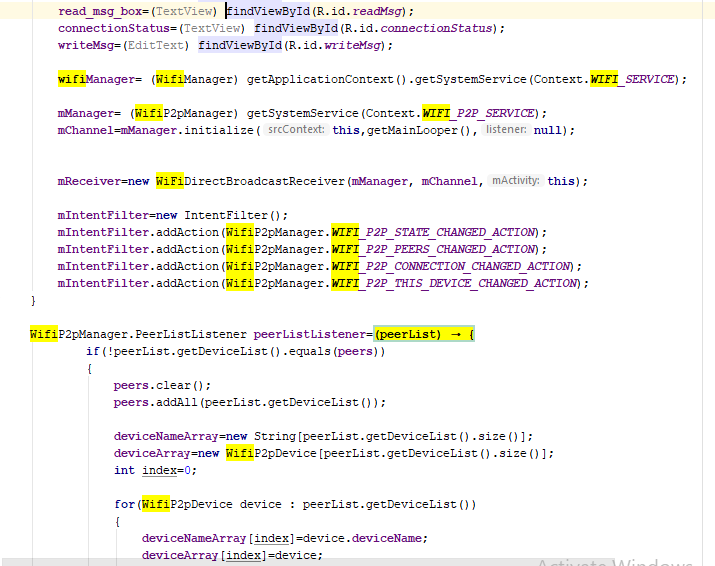 read_msg_box=(TextView) findViewById(R.id.readMsg);
connectionStatus=(TextView) findViewById(R.id.connectionStatus);
writeMsg=(EditText) findViewById(R.id.writeMsg);
wifiManager= (WifiManager) getApplicationContext().getSystemService(Context.WIFI_SERVICE);
mManager= (WifiP2pManager) getSystemService(Context.WIFI_P2P_SERVICE);
mChannel=mManager.initialize( srcContext: this,getMainLooper(), listener: null);
mReceiver=new WiFiDirectBroadcastReceiver(mManager, mChannel, mActivity: this);
mIntentFilter=new IntentFilter();
mIntentFilter.addAction(WifiP2pManager.WIFI_P2P_STATE_CHANGED_ACTION);
mIntentFilter.addAction(WifiP2pManager.WIFI_P2P_PEERS_CHANGED_ACTION);
mIntentFilter.addAction(WifiP2pManager.WIFI_P2P_CONNECTION_CHANGED_ACTION);
mIntentFilter.addAction(WifiP2pManager.WIFI_P2P_THIS_DEVICE_CHANGED_ACTION);
}
WifiP2pManager.PeerListListener peerListListener=(peerList) → {
if(!peerList.getDeviceList().equals(peers))
{
peers.clear();
peers.addAll(peerList.getDeviceList());
deviceNameArray=new String[peerList.getDeviceList().size()];
deviceArray=new WifiP2pDevice[peerList.getDeviceList().size()];
int index=0;
for(WifiP2pDevice device : peerList.getDeviceList())
{
deviceNameArray[index]=device.deviceName;
deviceArray[index]=device;
Activate Windows